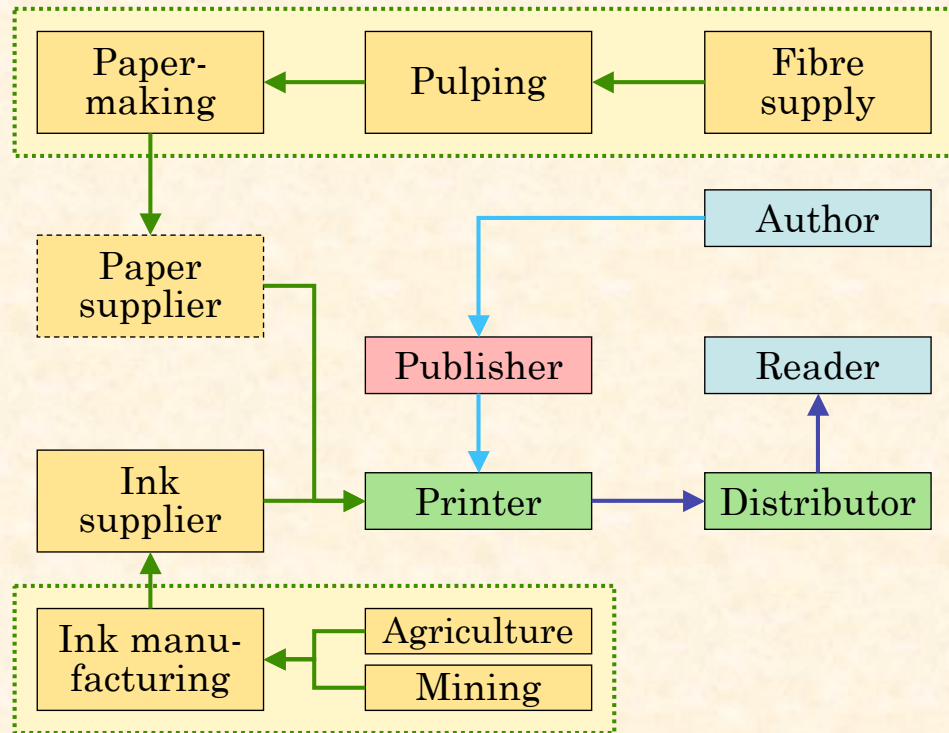 Paper-
making
Pulping
Fibre
supply
Author
Paper
supplier
Publisher
Reader
Ink
supplier
Printer
Distributor
Ink manu-
facturing
Agriculture
Mining